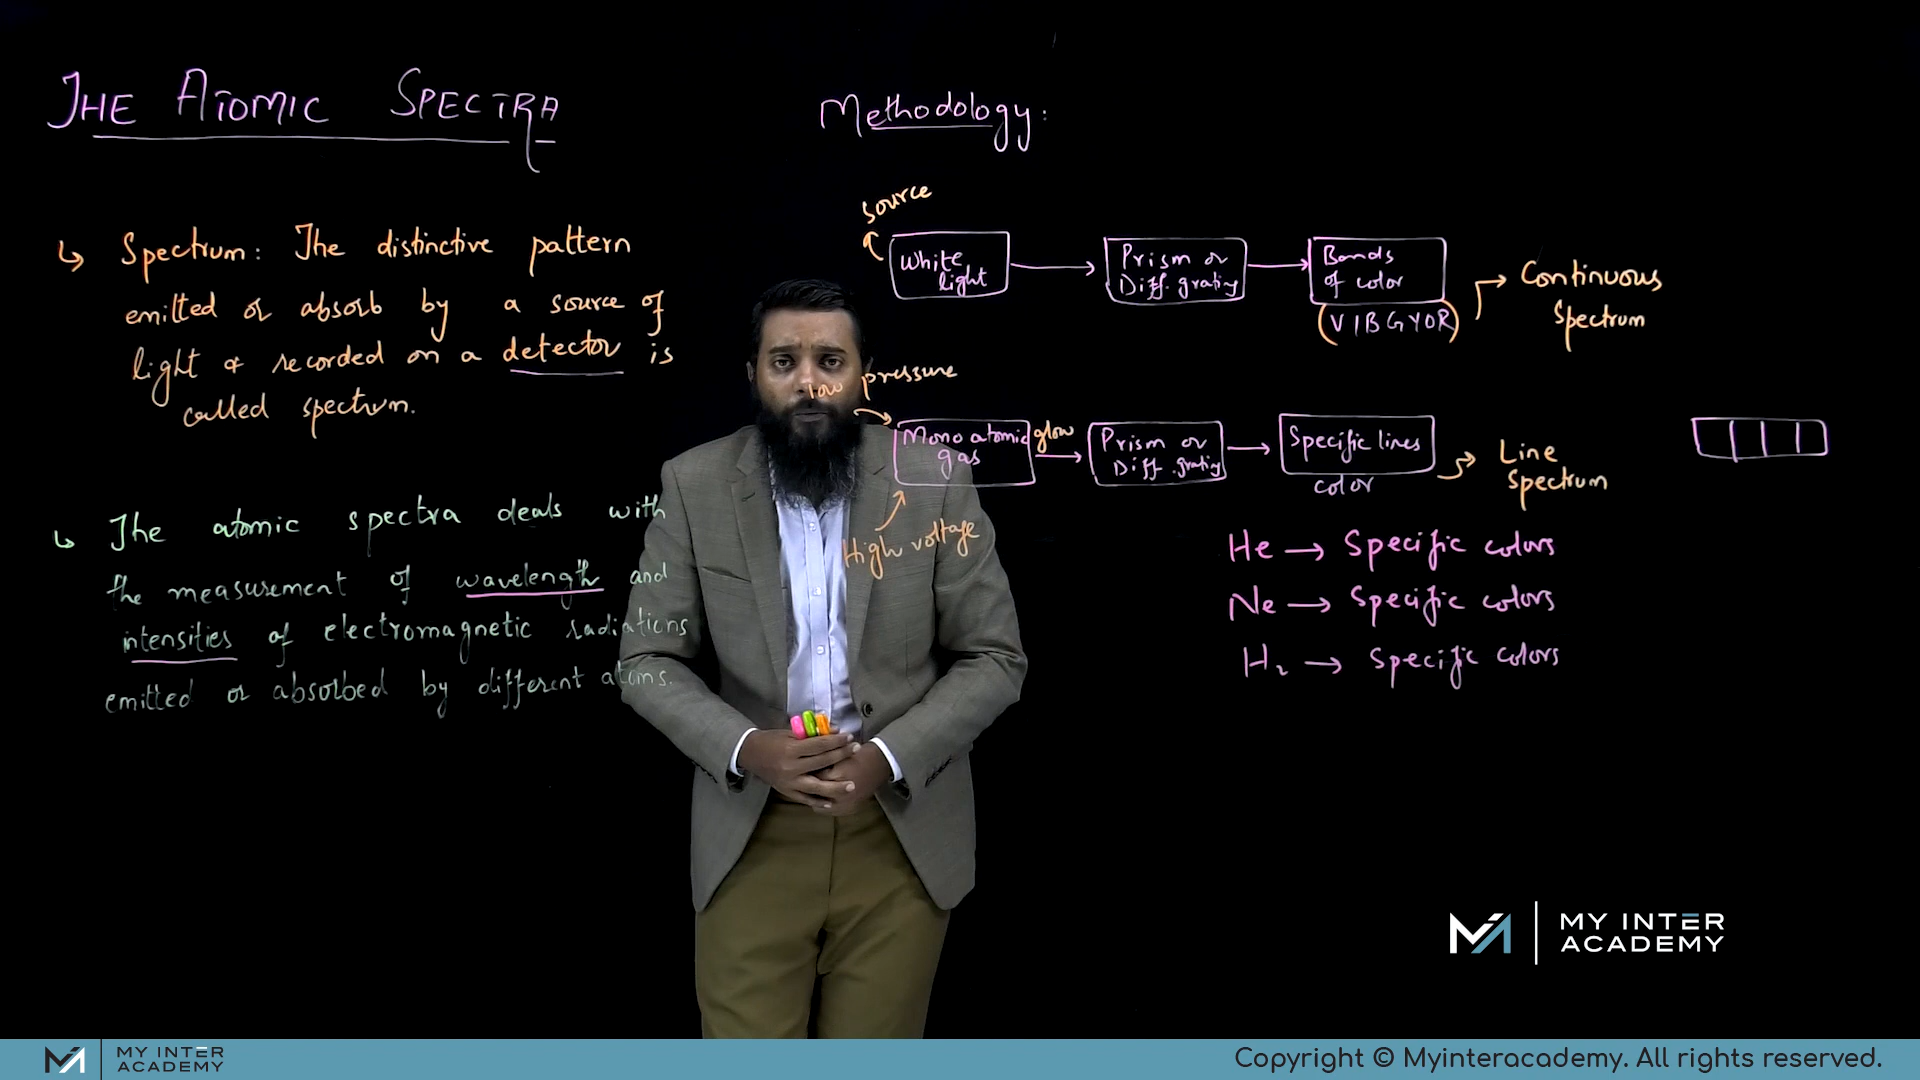 THE ATOMIC SPECTRA
↳ Spectrum: The distinctive pattern
emitted or absorb by a source of
light & recorded on a detector is
called spectrum.
↳ The atomic spectra deals with
the measurement of wavelength and
intensities of electromagnetic radiations
emitted or absorbed by different atoms.
Methodology:
source
White light → Prism or Diff. grating → Bands of color → Continuous Spectrum
(VIBGYOR)
low pressure
Mono atomic gas glow → Prism or Diff. grating → Specific lines → Line Spectrum
color
High voltage
He → Specific colors
Ne → Specific colors
H₂ → Specific colors
MY INTER
ACADEMY
MY INTER
ACADEMY
Copyright © Myinteracademy. All rights reserved.